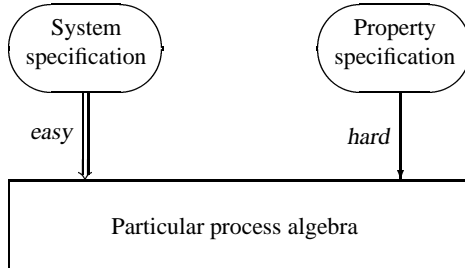 System
specification
Property
specification
easy
hard
Particular process algebra